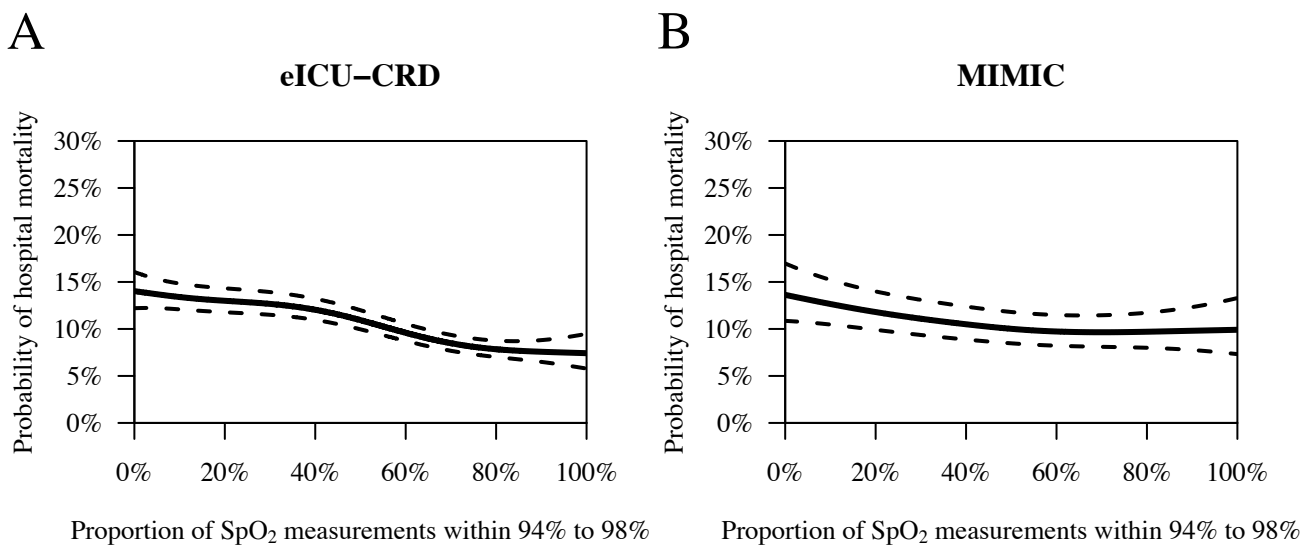 A
eICU−CRD
Probability of hospital mortality
30%
25%
20%
15%
10%
5%
0%
0% 20% 40% 60% 80% 100%
Proportion of SpO₂ measurements within 94% to 98%
B
MIMIC
Probability of hospital mortality
30%
25%
20%
15%
10%
5%
0%
0% 20% 40% 60% 80% 100%
Proportion of SpO₂ measurements within 94% to 98%